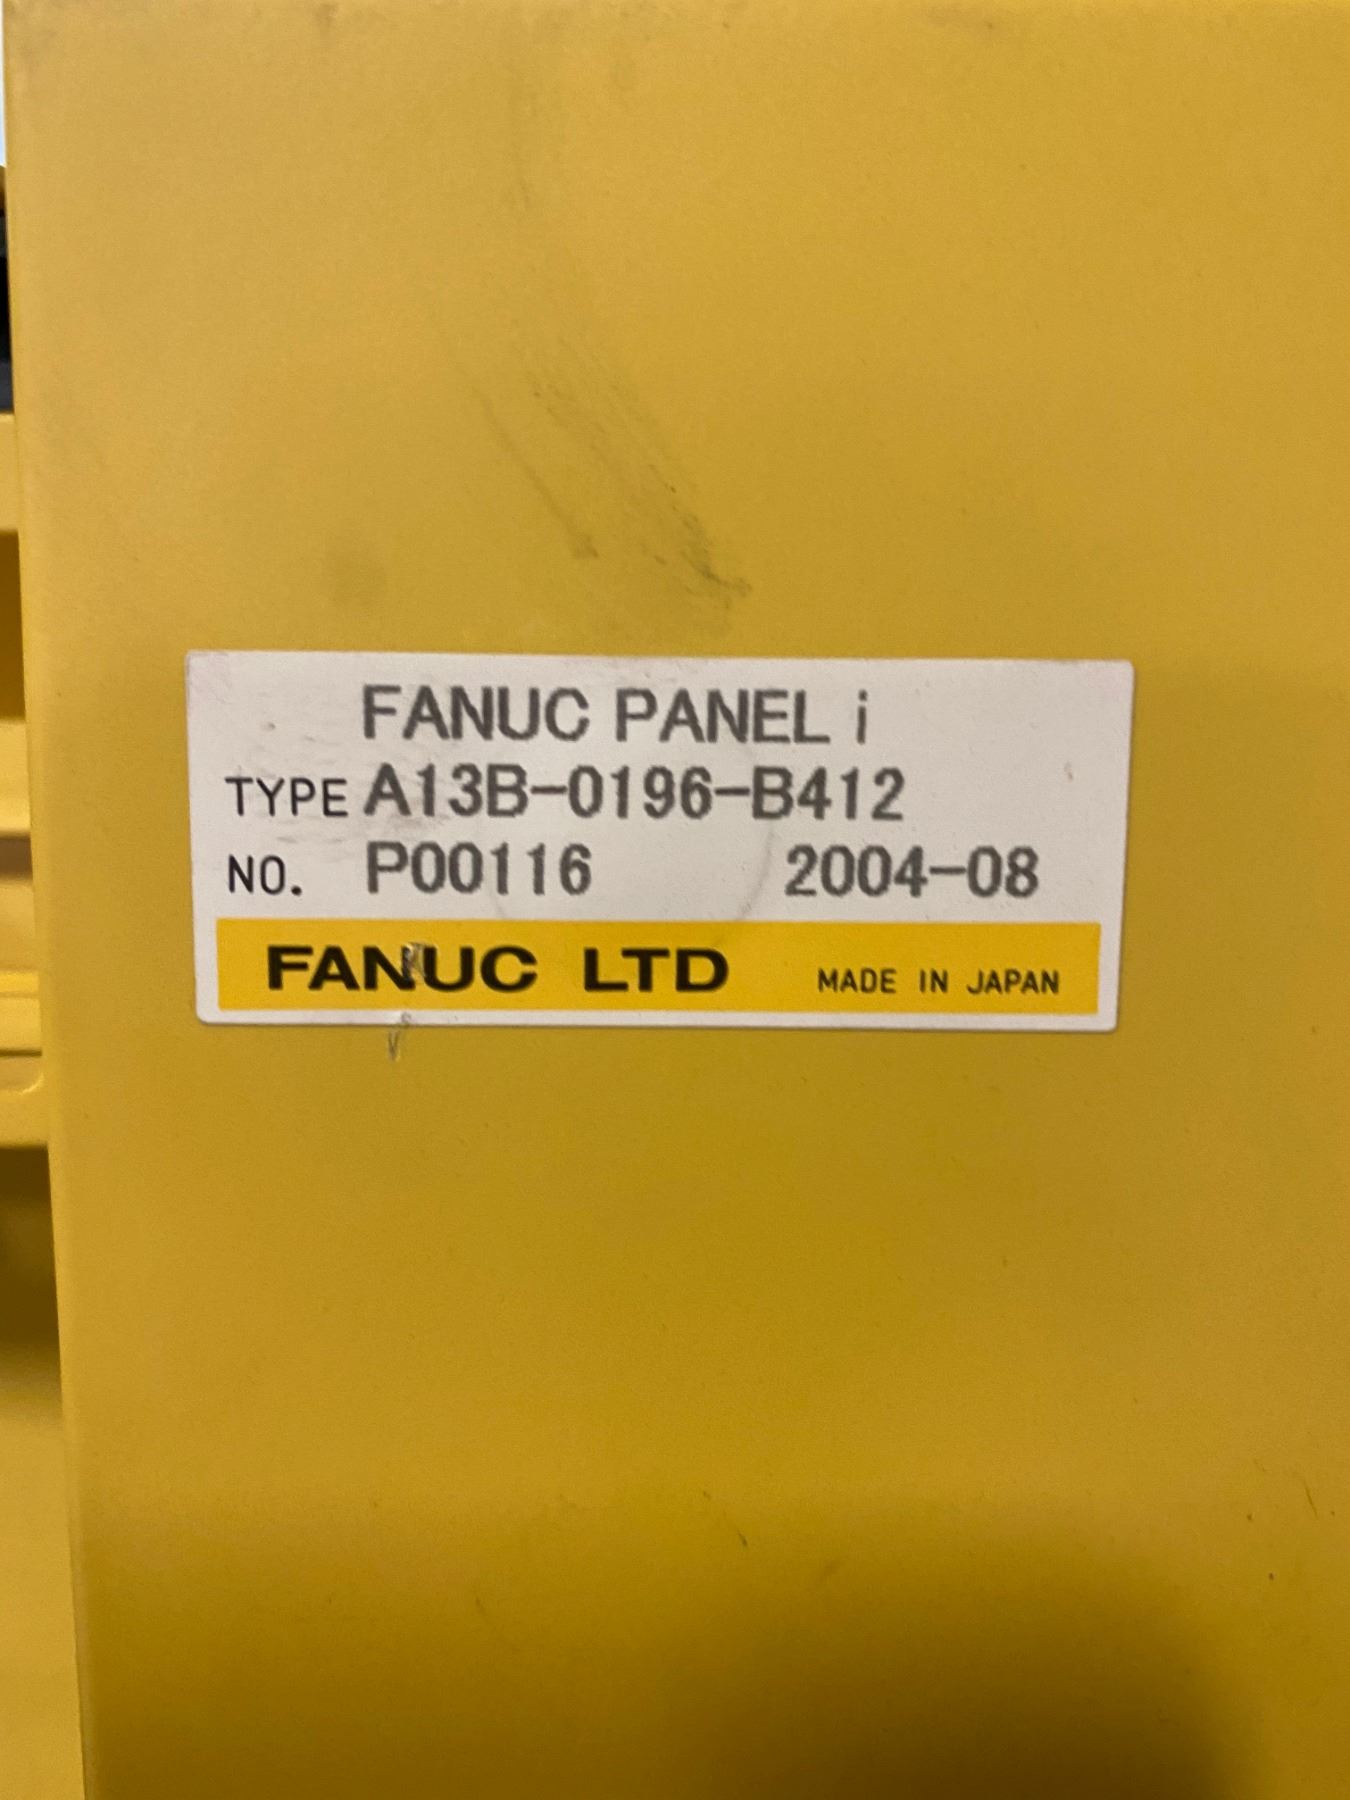 FANUC PANEL i
TYPE A13B-0196-B412
NO. P00116 2004-08
FANUC LTD MADE IN JAPAN